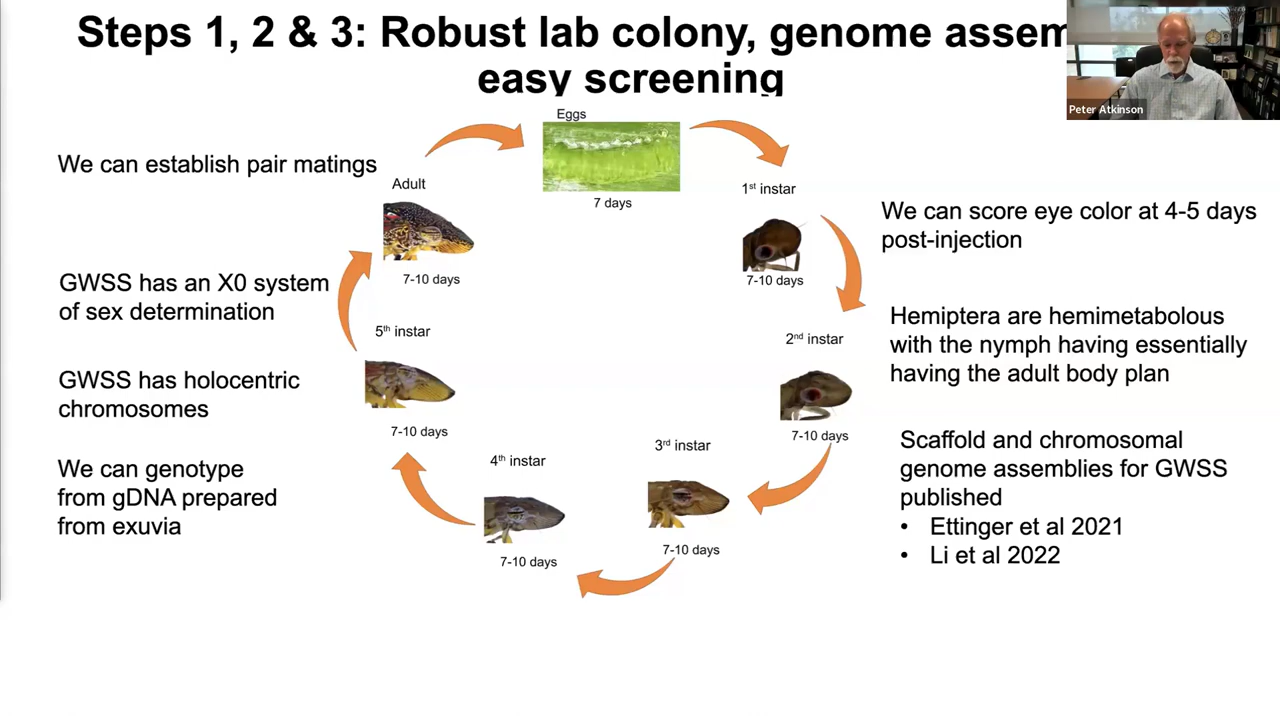 Steps 1, 2 & 3: Robust lab colony, genome assem
easy screening
Peter Atkinson
Eggs
7 days
1st instar
7-10 days
2nd instar
7-10 days
3rd instar
7-10 days
4th instar
7-10 days
5th instar
7-10 days
Adult
7-10 days
We can establish pair matings
GWSS has an X0 system
of sex determination
GWSS has holocentric
chromosomes
We can genotype
from gDNA prepared
from exuvia
We can score eye color at 4-5 days
post-injection
Hemiptera are hemimetabolous
with the nymph having essentially
having the adult body plan
Scaffold and chromosomal
genome assemblies for GWSS
published
• Ettinger et al 2021
• Li et al 2022